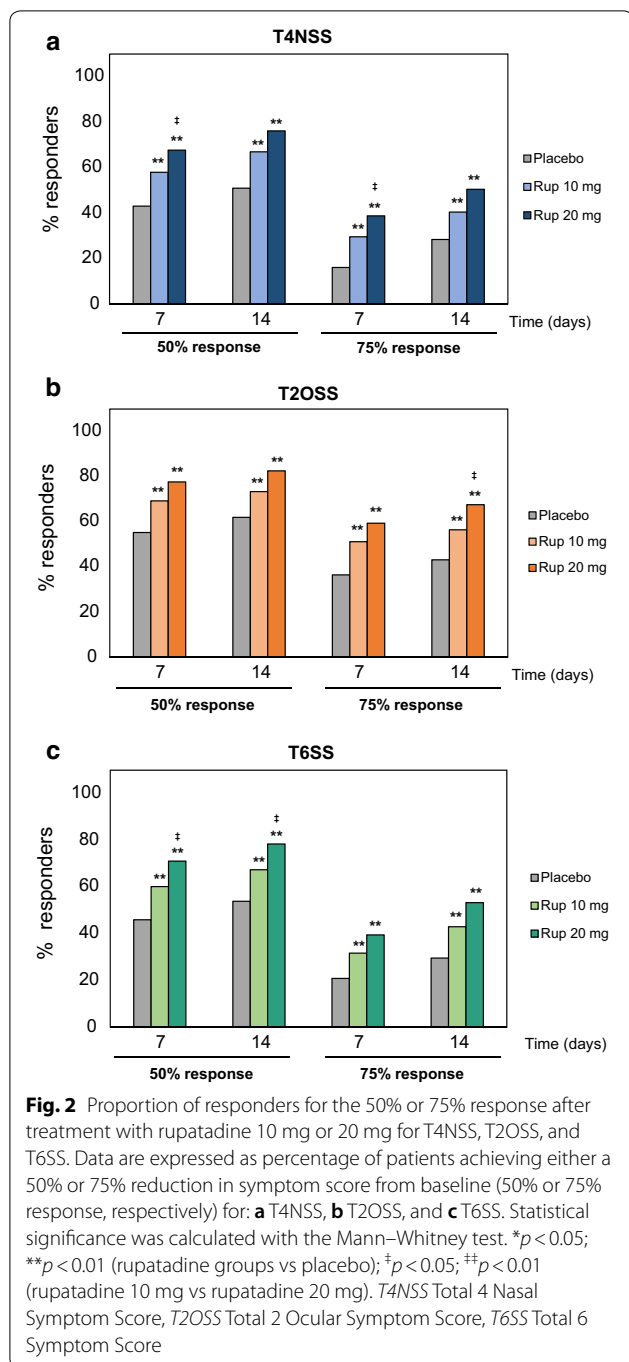 a
T4NSS
% responders
100
80
60
40
20
0
‡
** ** ** **
‡
** ** ** **
Placebo
Rup 10 mg
Rup 20 mg
7 14 7 14 Time (days)
50% response 75% response
b
T2OSS
% responders
100
80
60
40
20
0
** ** ** **
‡
** ** ** **
Placebo
Rup 10 mg
Rup 20 mg
7 14 7 14 Time (days)
50% response 75% response
c
T6SS
% responders
100
80
60
40
20
0
‡ ‡
** ** ** **
** ** ** **
Placebo
Rup 10 mg
Rup 20 mg
7 14 7 14 Time (days)
50% response 75% response
Fig. 2 Proportion of responders for the 50% or 75% response after
treatment with rupatadine 10 mg or 20 mg for T4NSS, T2OSS, and
T6SS. Data are expressed as percentage of patients achieving either a
50% or 75% reduction in symptom score from baseline (50% or 75%
response, respectively) for: a T4NSS, b T2OSS, and c T6SS. Statistical
significance was calculated with the Mann–Whitney test. *p < 0.05;
**p < 0.01 (rupatadine groups vs placebo); ‡p < 0.05; ‡‡p < 0.01
(rupatadine 10 mg vs rupatadine 20 mg). T4NSS Total 4 Nasal
Symptom Score, T2OSS Total 2 Ocular Symptom Score, T6SS Total 6
Symptom Score